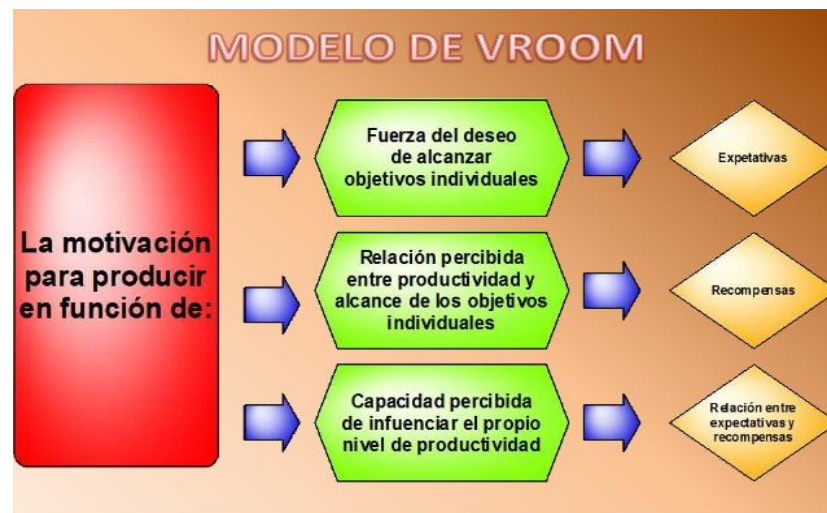 MODELO DE VROOM
La motivación
para producir
en función de:
Fuerza del deseo
de alcanzar
objetivos individuales
Expetativas
Relación percibida
entre productividad y
alcance de los objetivos
individuales
Recompensas
Capacidad percibida
de infuenciar el propio
nivel de productividad
Relación entre
expectativas y
recompensas